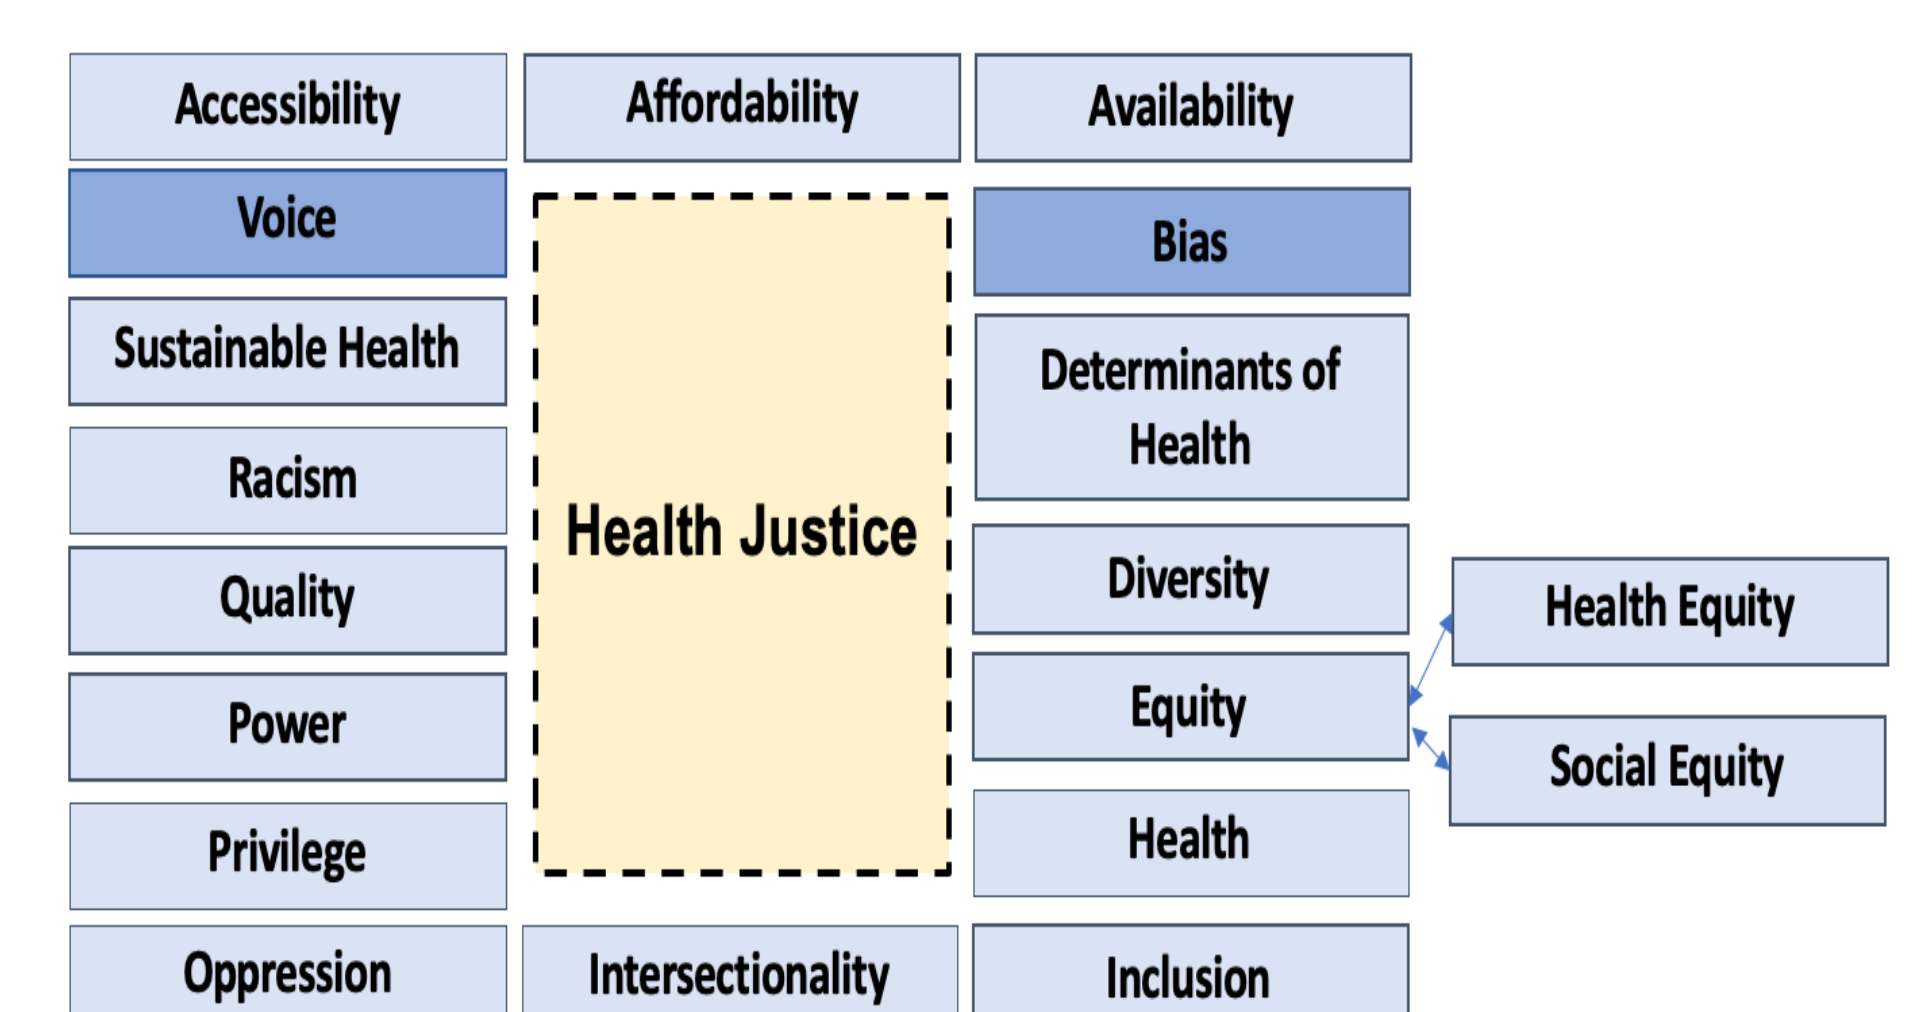 Accessibility
Affordability
Availability
Voice
Bias
Sustainable Health
Determinants of
Health
Racism
Health Justice
Quality
Diversity
Health Equity
Power
Equity
Social Equity
Privilege
Health
Oppression
Intersectionality
Inclusion